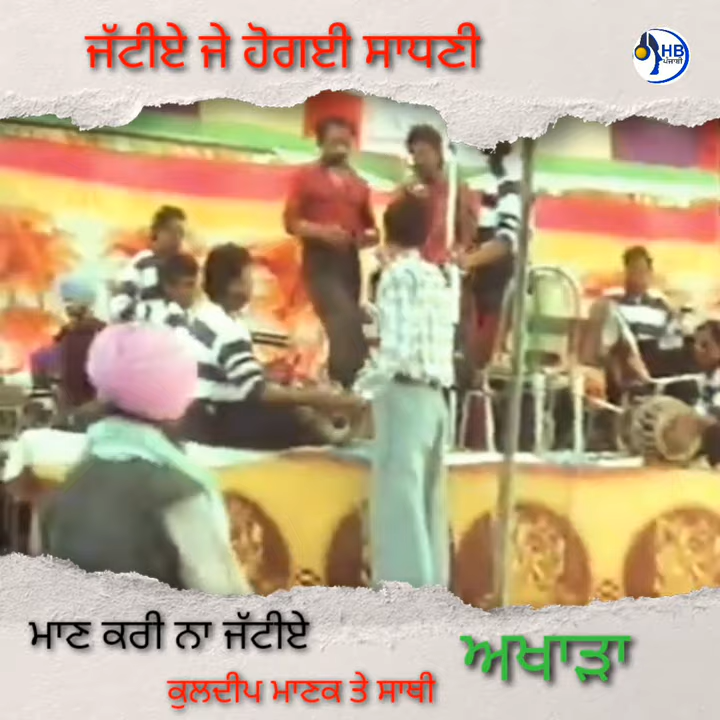 ਜੱਟੀਏ ਜੇ ਹੋਗਈ ਸਾਧਣੀ
HB
ਪੰਜਾਬੀ
ਮਾਣ ਕਰੀ ਨਾ ਜੱਟੀਏ
ਅਖਾੜਾ
ਕੁਲਦੀਪ ਮਾਣਕ ਤੇ ਸਾਥੀ